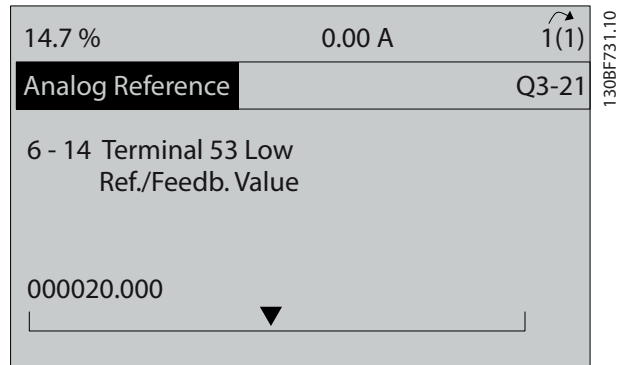 14.7 %
0.00 A
1(1)
Analog Reference
Q3-21
6 - 14 Terminal 53 Low
Ref./Feedb. Value
000020.000
130BF731.10